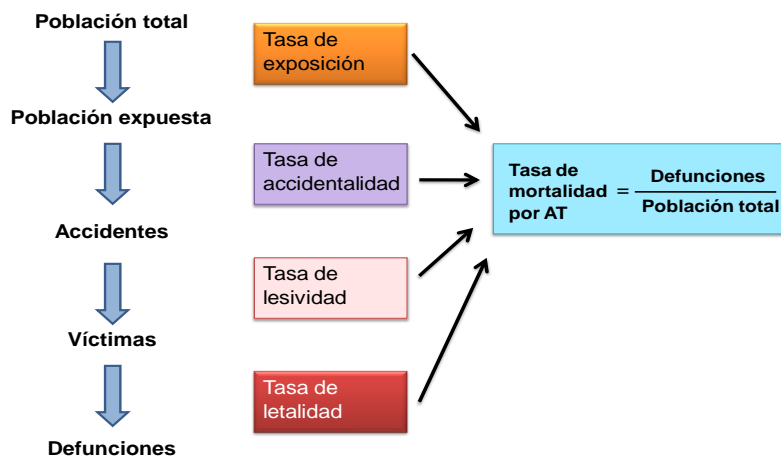 Población total
Población expuesta
Accidentes
Víctimas
Defunciones
Tasa de
exposición
Tasa de
accidentalidad
Tasa de
lesividad
Tasa de
letalidad
Tasa de
mortalidad
por AT
=
Defunciones
Población total